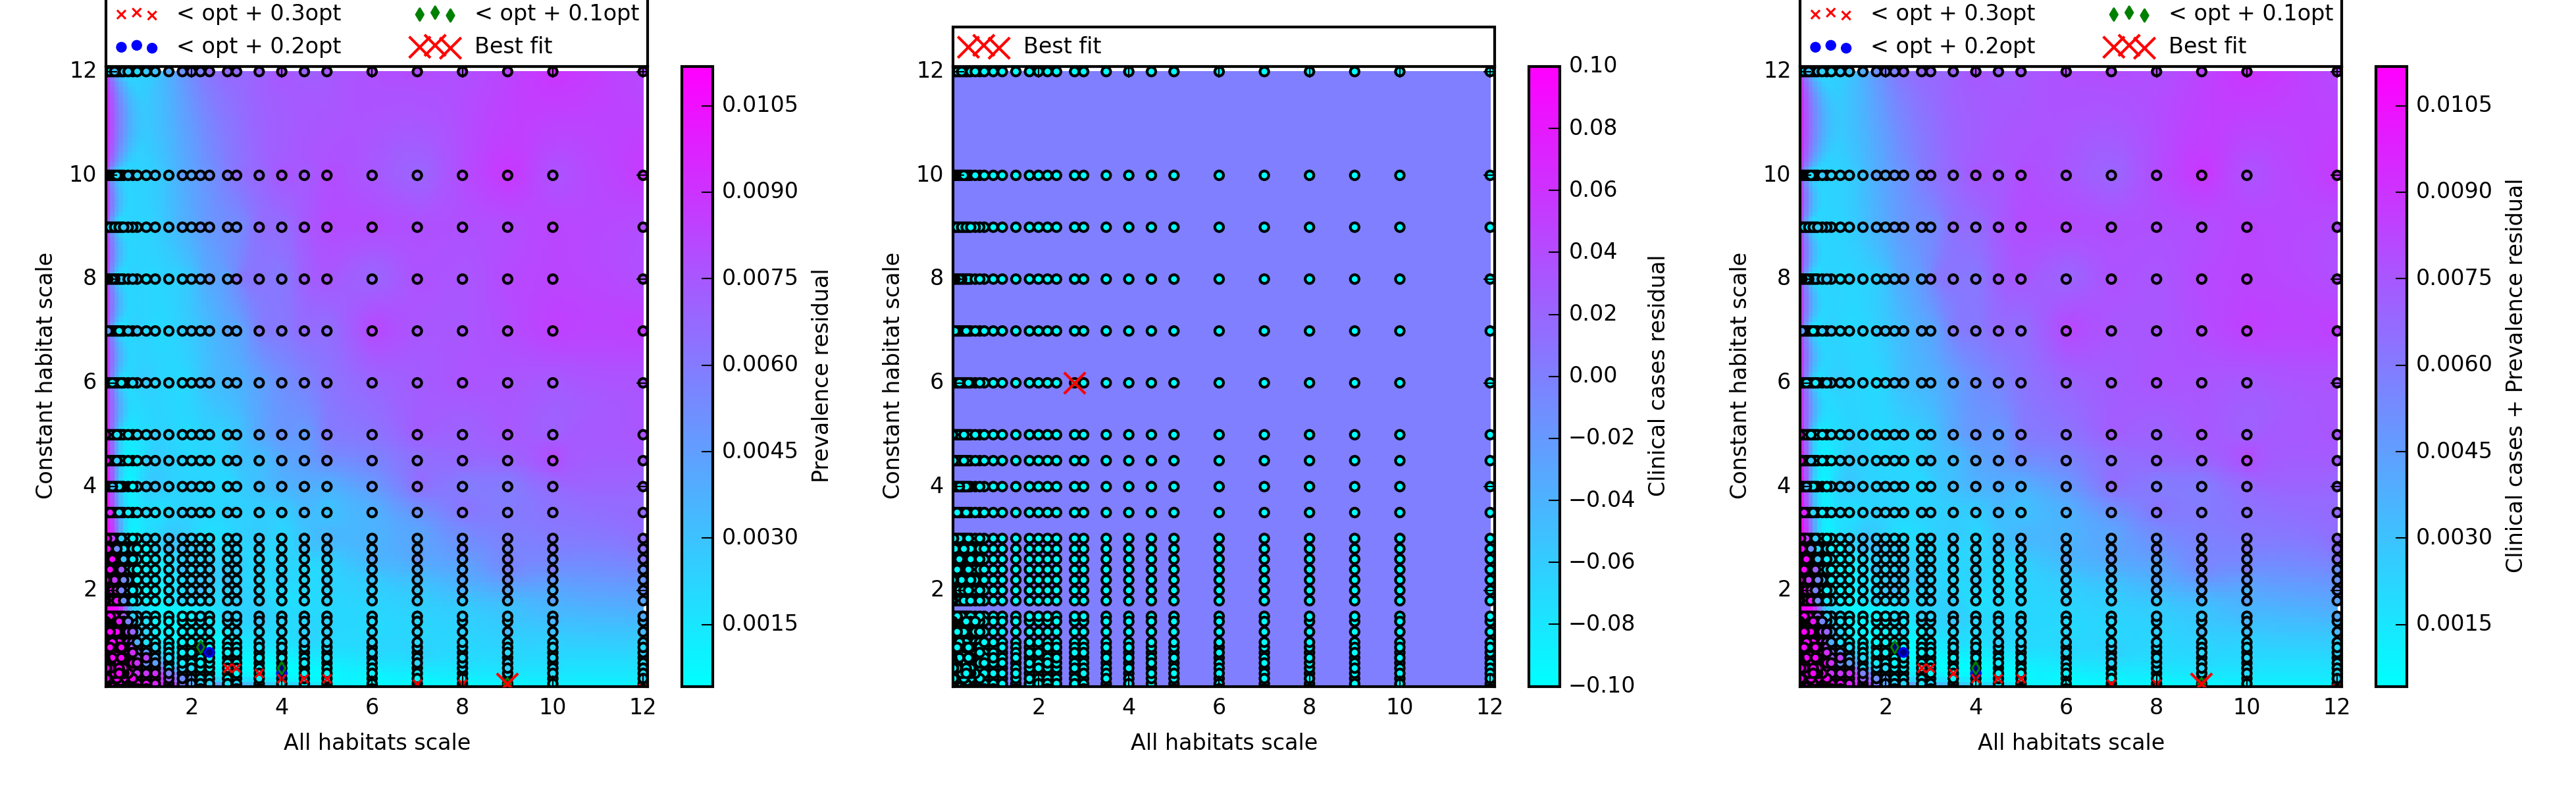 < opt + 0.3opt
< opt + 0.1opt
< opt + 0.2opt
Best fit
12
10
8
6
4
2
Constant habitat scale
2 4 6 8 10 12
All habitats scale
0.0105
0.0090
0.0075
0.0060
0.0045
0.0030
0.0015
Prevalence residual
Best fit
12
10
8
6
4
2
Constant habitat scale
2 4 6 8 10 12
All habitats scale
0.10
0.08
0.06
0.04
0.02
0.00
−0.02
−0.04
−0.06
−0.08
−0.10
Clinical cases residual
< opt + 0.3opt
< opt + 0.1opt
< opt + 0.2opt
Best fit
12
10
8
6
4
2
Constant habitat scale
2 4 6 8 10 12
All habitats scale
0.0105
0.0090
0.0075
0.0060
0.0045
0.0030
0.0015
Clinical cases + Prevalence residual